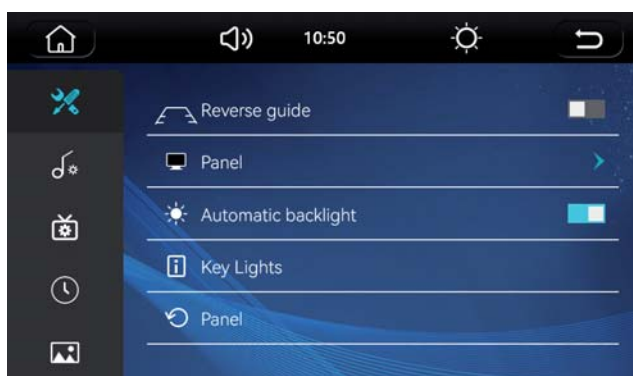 10:50
Reverse guide
Panel
Automatic backlight
Key Lights
Panel